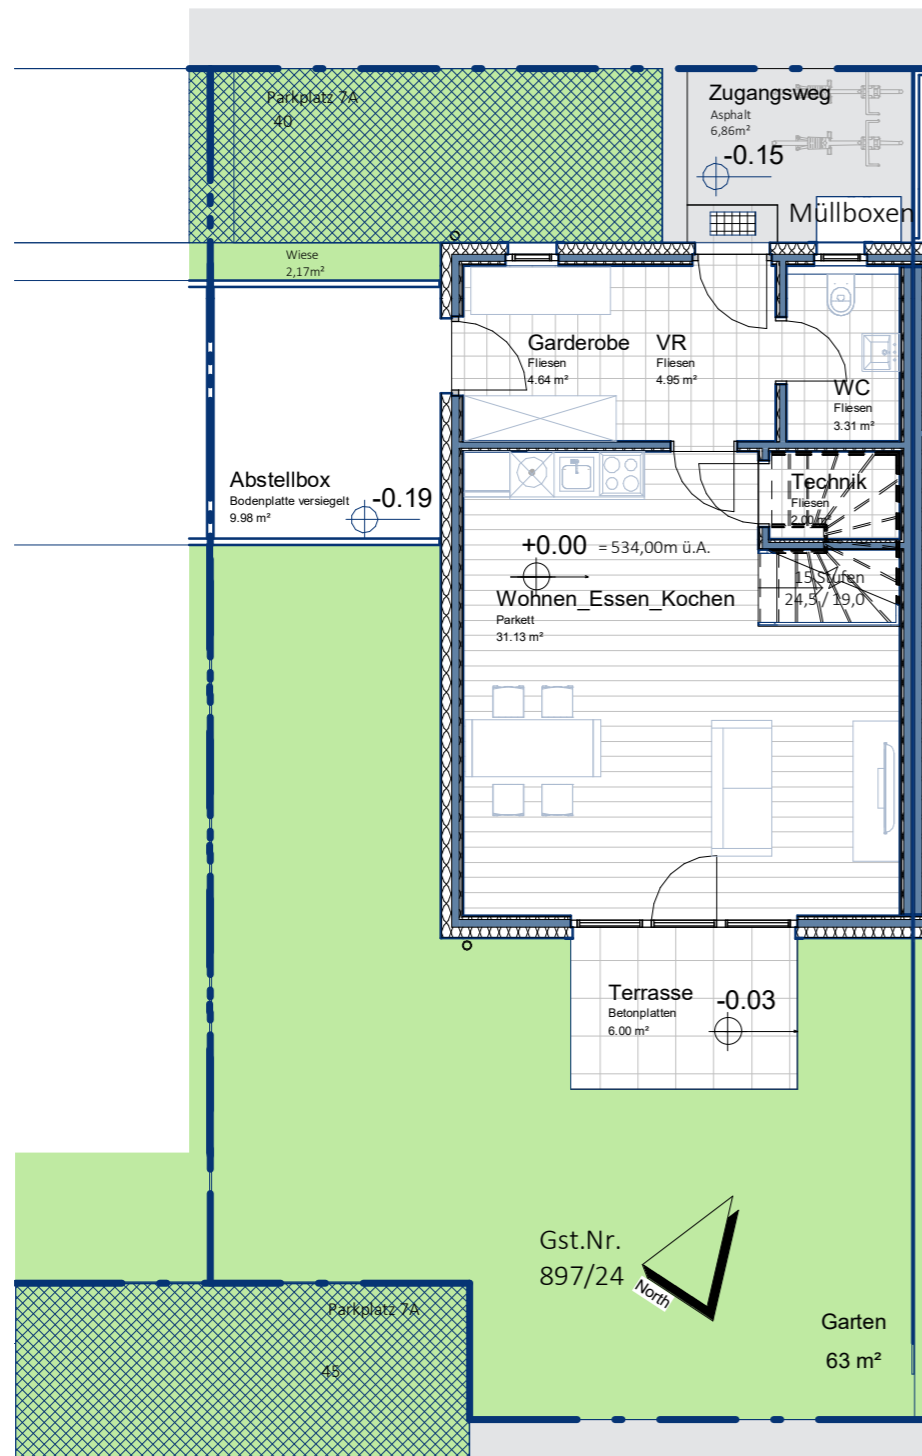 Parkplatz 7A
40
Zugangsweg
Asphalt
6,86m²
-0.15
Müllboxen
Wiese
2,17m²
Garderobe
Fliesen
4.64 m²
VR
Fliesen
4.95 m²
WC
Fliesen
3.31 m²
Abstellbox
Bodenplatte versiegelt
9.98 m²
-0.19
Technik
Fliesen
2.00 m²
+0.00 = 534,00m ü.A.
15 Stufen
24,5 / 19,0
Wohnen_Essen_Kochen
Parkett
31.13 m²
Terrasse
Betonplatten
6.00 m²
-0.03
Gst.Nr.
897/24
North
Garten
63 m²
Parkplatz 7A
45